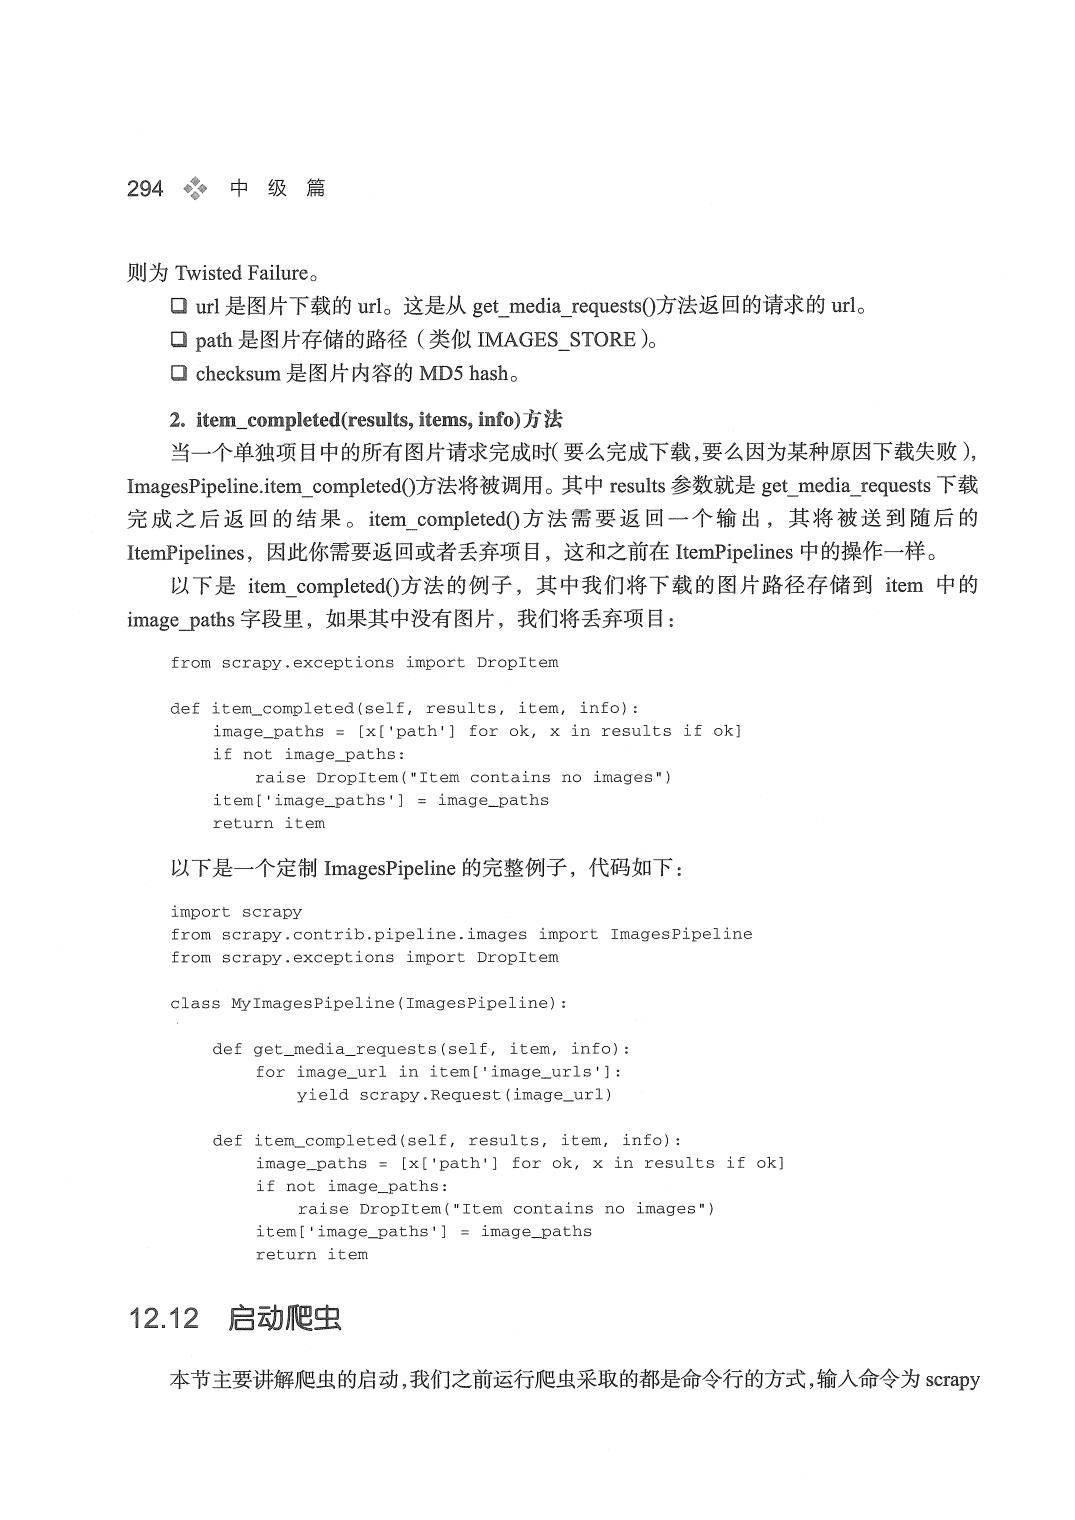 294 中 级 篇
则为 Twisted Failure。
❑ url 是图片下载的 url。这是从 get_media_requests()方法返回的请求的 url。
❑ path 是图片存储的路径（类似 IMAGES_STORE）。
❑ checksum 是图片内容的 MD5 hash。
2. item_completed(results, items, info)方法
当一个单独项目中的所有图片请求完成时（要么完成下载，要么因为某种原因下载失败），
ImagesPipeline.item_completed()方法将被调用。其中 results 参数就是 get_media_requests 下载
完成之后返回的结果。item_completed()方法需要返回一个输出，其将被送到随后的
ItemPipelines，因此你需要返回或者丢弃项目，这和之前在 ItemPipelines 中的操作一样。
以下是 item_completed()方法的例子，其中我们将下载的图片路径存储到 item 中的
image_paths 字段里，如果其中没有图片，我们将丢弃项目：
from scrapy.exceptions import DropItem
def item_completed(self, results, item, info):
    image_paths = [x['path'] for ok, x in results if ok]
    if not image_paths:
        raise DropItem("Item contains no images")
    item['image_paths'] = image_paths
    return item
以下是一个定制 ImagesPipeline 的完整例子，代码如下：
import scrapy
from scrapy.contrib.pipeline.images import ImagesPipeline
from scrapy.exceptions import DropItem
class MyImagesPipeline(ImagesPipeline):
    def get_media_requests(self, item, info):
        for image_url in item['image_urls']:
            yield scrapy.Request(image_url)
    def item_completed(self, results, item, info):
        image_paths = [x['path'] for ok, x in results if ok]
        if not image_paths:
            raise DropItem("Item contains no images")
        item['image_paths'] = image_paths
        return item
12.12 启动爬虫
本节主要讲解爬虫的启动，我们之前运行爬虫采取的都是命令行的方式，输入命令为 scrapy